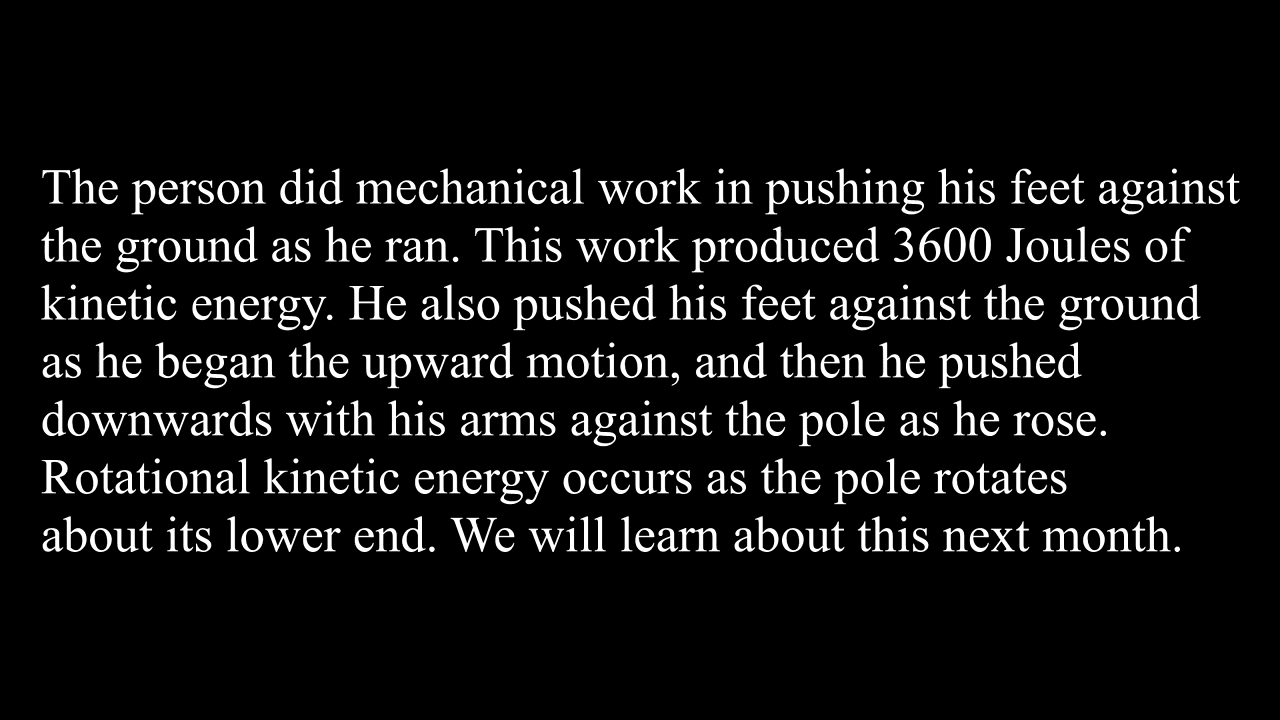 The person did mechanical work in pushing his feet against
the ground as he ran. This work produced 3600 Joules of
kinetic energy. He also pushed his feet against the ground
as he began the upward motion, and then he pushed
downwards with his arms against the pole as he rose.
Rotational kinetic energy occurs as the pole rotates
about its lower end. We will learn about this next month.